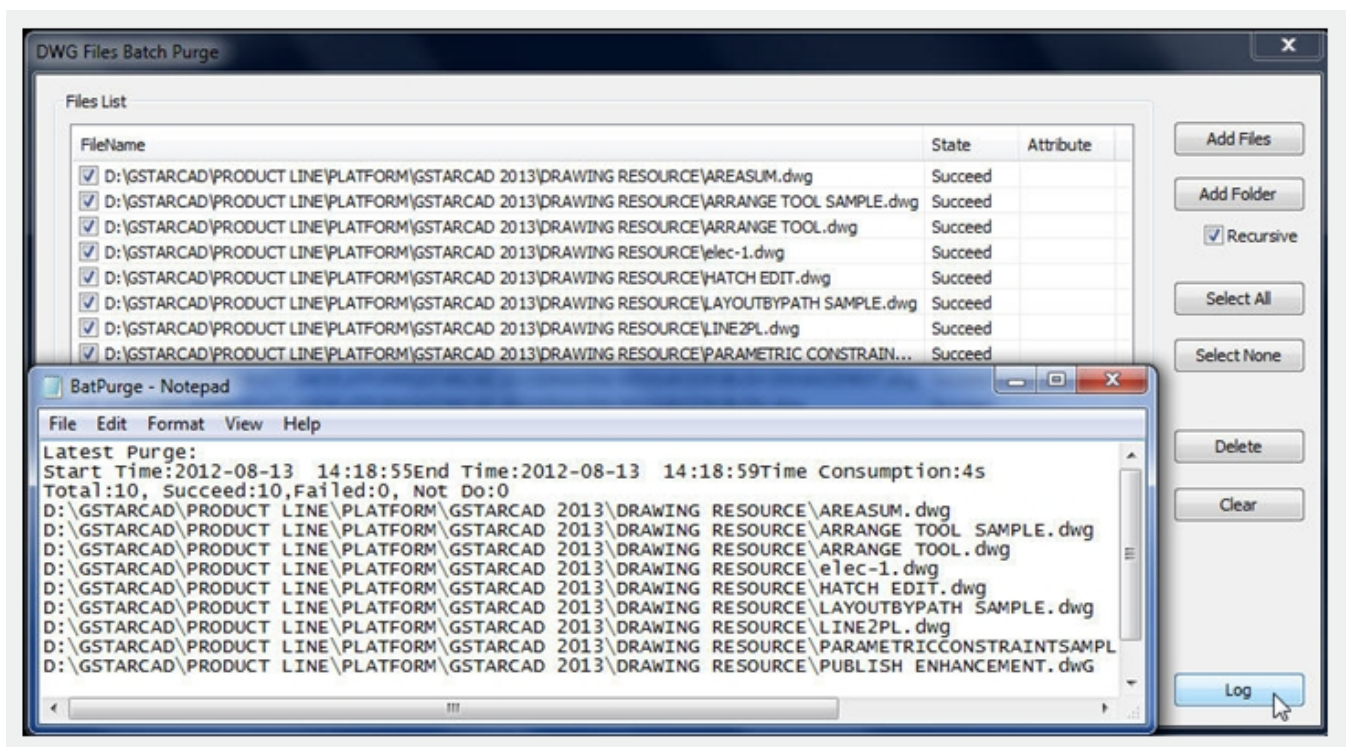 DWG Files Batch Purge
Files List
FileName State Attribute
D:\GSTARCAD\PRODUCT LINE\PLATFORM\GSTARCAD 2013\DRAWING RESOURCE\AREASUM.dwg Succeed
D:\GSTARCAD\PRODUCT LINE\PLATFORM\GSTARCAD 2013\DRAWING RESOURCE\ARRANGE TOOL SAMPLE.dwg Succeed
D:\GSTARCAD\PRODUCT LINE\PLATFORM\GSTARCAD 2013\DRAWING RESOURCE\ARRANGE TOOL.dwg Succeed
D:\GSTARCAD\PRODUCT LINE\PLATFORM\GSTARCAD 2013\DRAWING RESOURCE\elec-1.dwg Succeed
D:\GSTARCAD\PRODUCT LINE\PLATFORM\GSTARCAD 2013\DRAWING RESOURCE\HATCH EDIT.dwg Succeed
D:\GSTARCAD\PRODUCT LINE\PLATFORM\GSTARCAD 2013\DRAWING RESOURCE\LAYOUTBYPATH SAMPLE.dwg Succeed
D:\GSTARCAD\PRODUCT LINE\PLATFORM\GSTARCAD 2013\DRAWING RESOURCE\LINE2PL.dwg Succeed
D:\GSTARCAD\PRODUCT LINE\PLATFORM\GSTARCAD 2013\DRAWING RESOURCE\PARAMETRIC CONSTRAIN... Succeed
Add Files
Add Folder
Recursive
Select All
Select None
Delete
Clear
Log
BatPurge - Notepad
File Edit Format View Help
Latest Purge:
Start Time:2012-08-13 14:18:55End Time:2012-08-13 14:18:59Time Consumption:4s
Total:10, Succeed:10,Failed:0, Not Do:0
D:\GSTARCAD\PRODUCT LINE\PLATFORM\GSTARCAD 2013\DRAWING RESOURCE\AREASUM.dwg
D:\GSTARCAD\PRODUCT LINE\PLATFORM\GSTARCAD 2013\DRAWING RESOURCE\ARRANGE TOOL SAMPLE.dwg
D:\GSTARCAD\PRODUCT LINE\PLATFORM\GSTARCAD 2013\DRAWING RESOURCE\ARRANGE TOOL.dwg
D:\GSTARCAD\PRODUCT LINE\PLATFORM\GSTARCAD 2013\DRAWING RESOURCE\elec-1.dwg
D:\GSTARCAD\PRODUCT LINE\PLATFORM\GSTARCAD 2013\DRAWING RESOURCE\HATCH EDIT.dwg
D:\GSTARCAD\PRODUCT LINE\PLATFORM\GSTARCAD 2013\DRAWING RESOURCE\LAYOUTBYPATH SAMPLE.dwg
D:\GSTARCAD\PRODUCT LINE\PLATFORM\GSTARCAD 2013\DRAWING RESOURCE\LINE2PL.dwg
D:\GSTARCAD\PRODUCT LINE\PLATFORM\GSTARCAD 2013\DRAWING RESOURCE\PARAMETRICCONSTRAINTSAMPL
D:\GSTARCAD\PRODUCT LINE\PLATFORM\GSTARCAD 2013\DRAWING RESOURCE\PUBLISH ENHANCEMENT.dwG